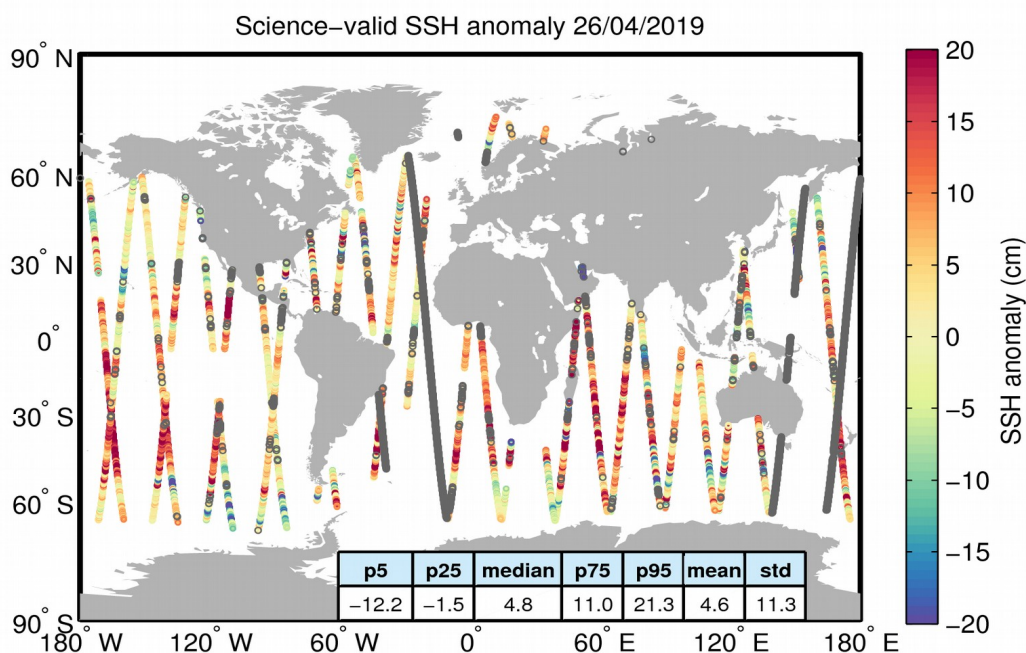 Science−valid SSH anomaly 26/04/2019
90° N
60° N
30° N
0°
30° S
60° S
90° S
180° W
120° W
60° W
0°
60° E
120° E
180° E
p5 p25 median p75 p95 mean std
−12.2 −1.5 4.8 11.0 21.3 4.6 11.3
20
15
10
5
0
−5
−10
−15
−20
SSH anomaly (cm)